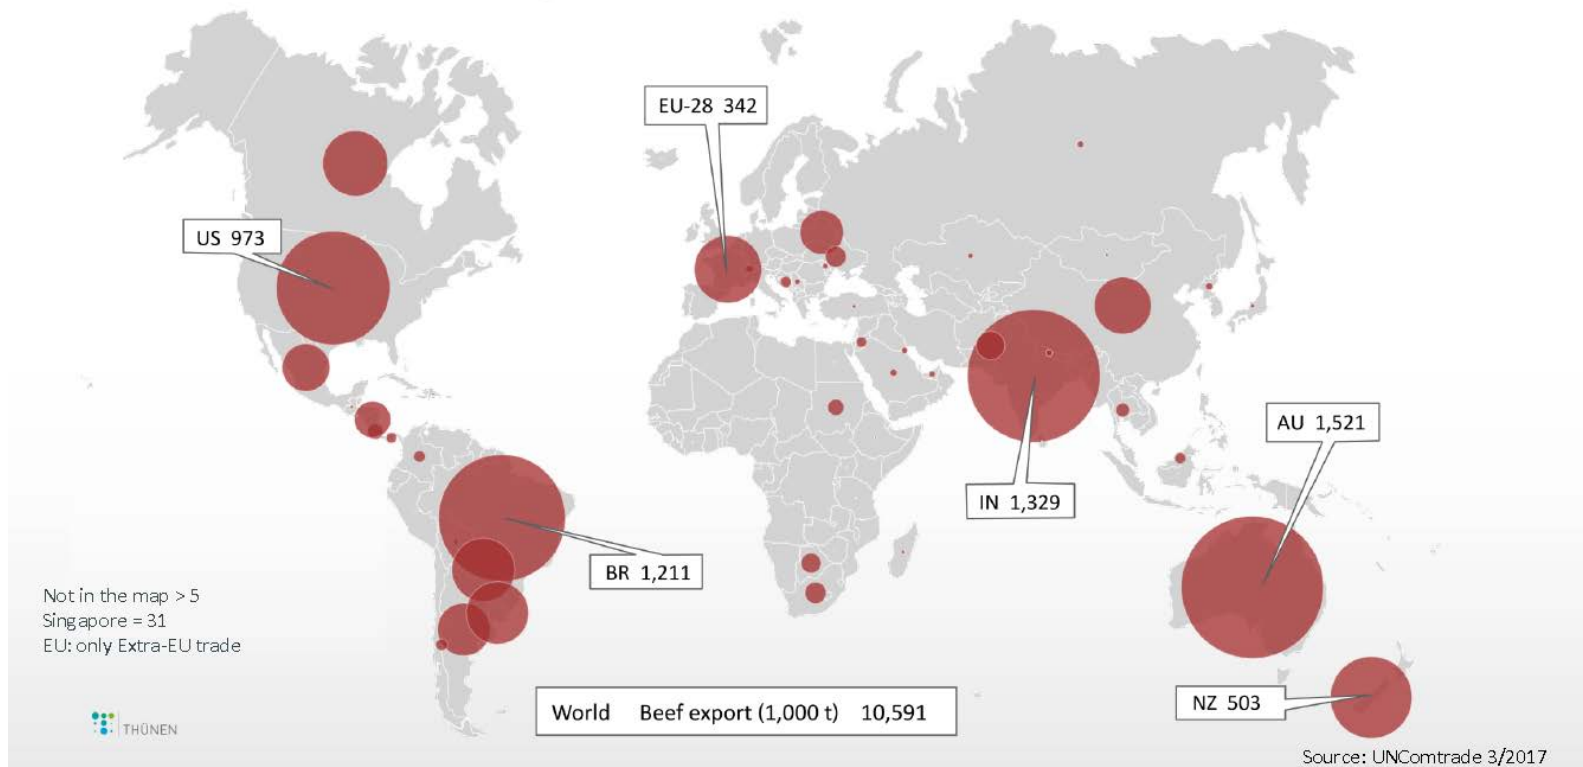 EU-28 342
US 973
AU 1,521
IN 1,329
BR 1,211
Not in the map > 5
Singapore = 31
EU: only Extra-EU trade
NZ 503
World Beef export (1,000 t) 10,591
THÜNEN
Source: UNComtrade 3/2017